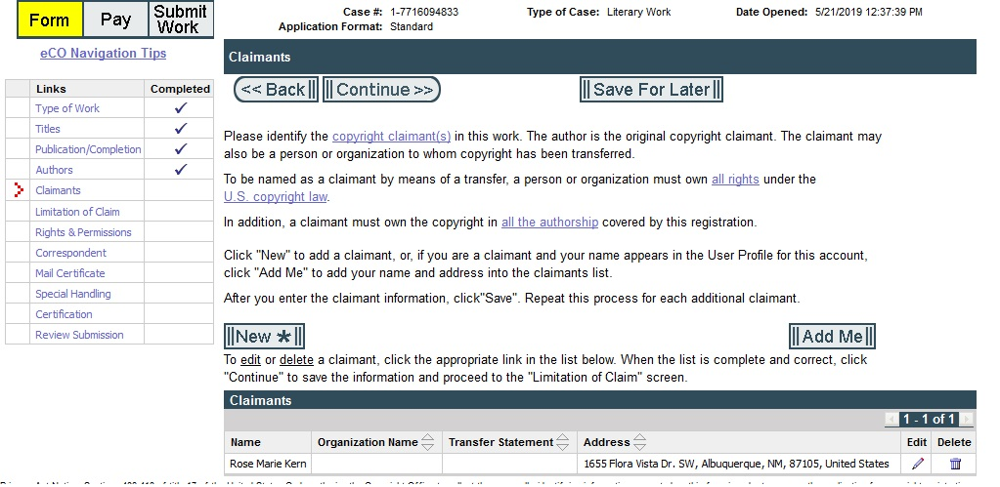 Form Pay Submit Work
Case #: 1-7716094833 Type of Case: Literary Work Date Opened: 5/21/2019 12:37:39 PM
Application Format: Standard
eCO Navigation Tips
Links Completed
Type of Work
Titles
Publication/Completion
Authors
Claimants
Limitation of Claim
Rights & Permissions
Correspondent
Mail Certificate
Special Handling
Certification
Review Submission
Claimants
<< Back Continue >> Save For Later
Please identify the copyright claimant(s) in this work. The author is the original copyright claimant. The claimant may
also be a person or organization to whom copyright has been transferred.
To be named as a claimant by means of a transfer, a person or organization must own all rights under the
U.S. copyright law.
In addition, a claimant must own the copyright in all the authorship covered by this registration.
Click "New" to add a claimant, or, if you are a claimant and your name appears in the User Profile for this account,
click "Add Me" to add your name and address into the claimants list.
After you enter the claimant information, click"Save". Repeat this process for each additional claimant.
New * Add Me
To edit or delete a claimant, click the appropriate link in the list below. When the list is complete and correct, click
"Continue" to save the information and proceed to the "Limitation of Claim" screen.
Claimants
1 - 1 of 1
Name Organization Name Transfer Statement Address Edit Delete
Rose Marie Kern 1655 Flora Vista Dr. SW, Albuquerque, NM, 87105, United States